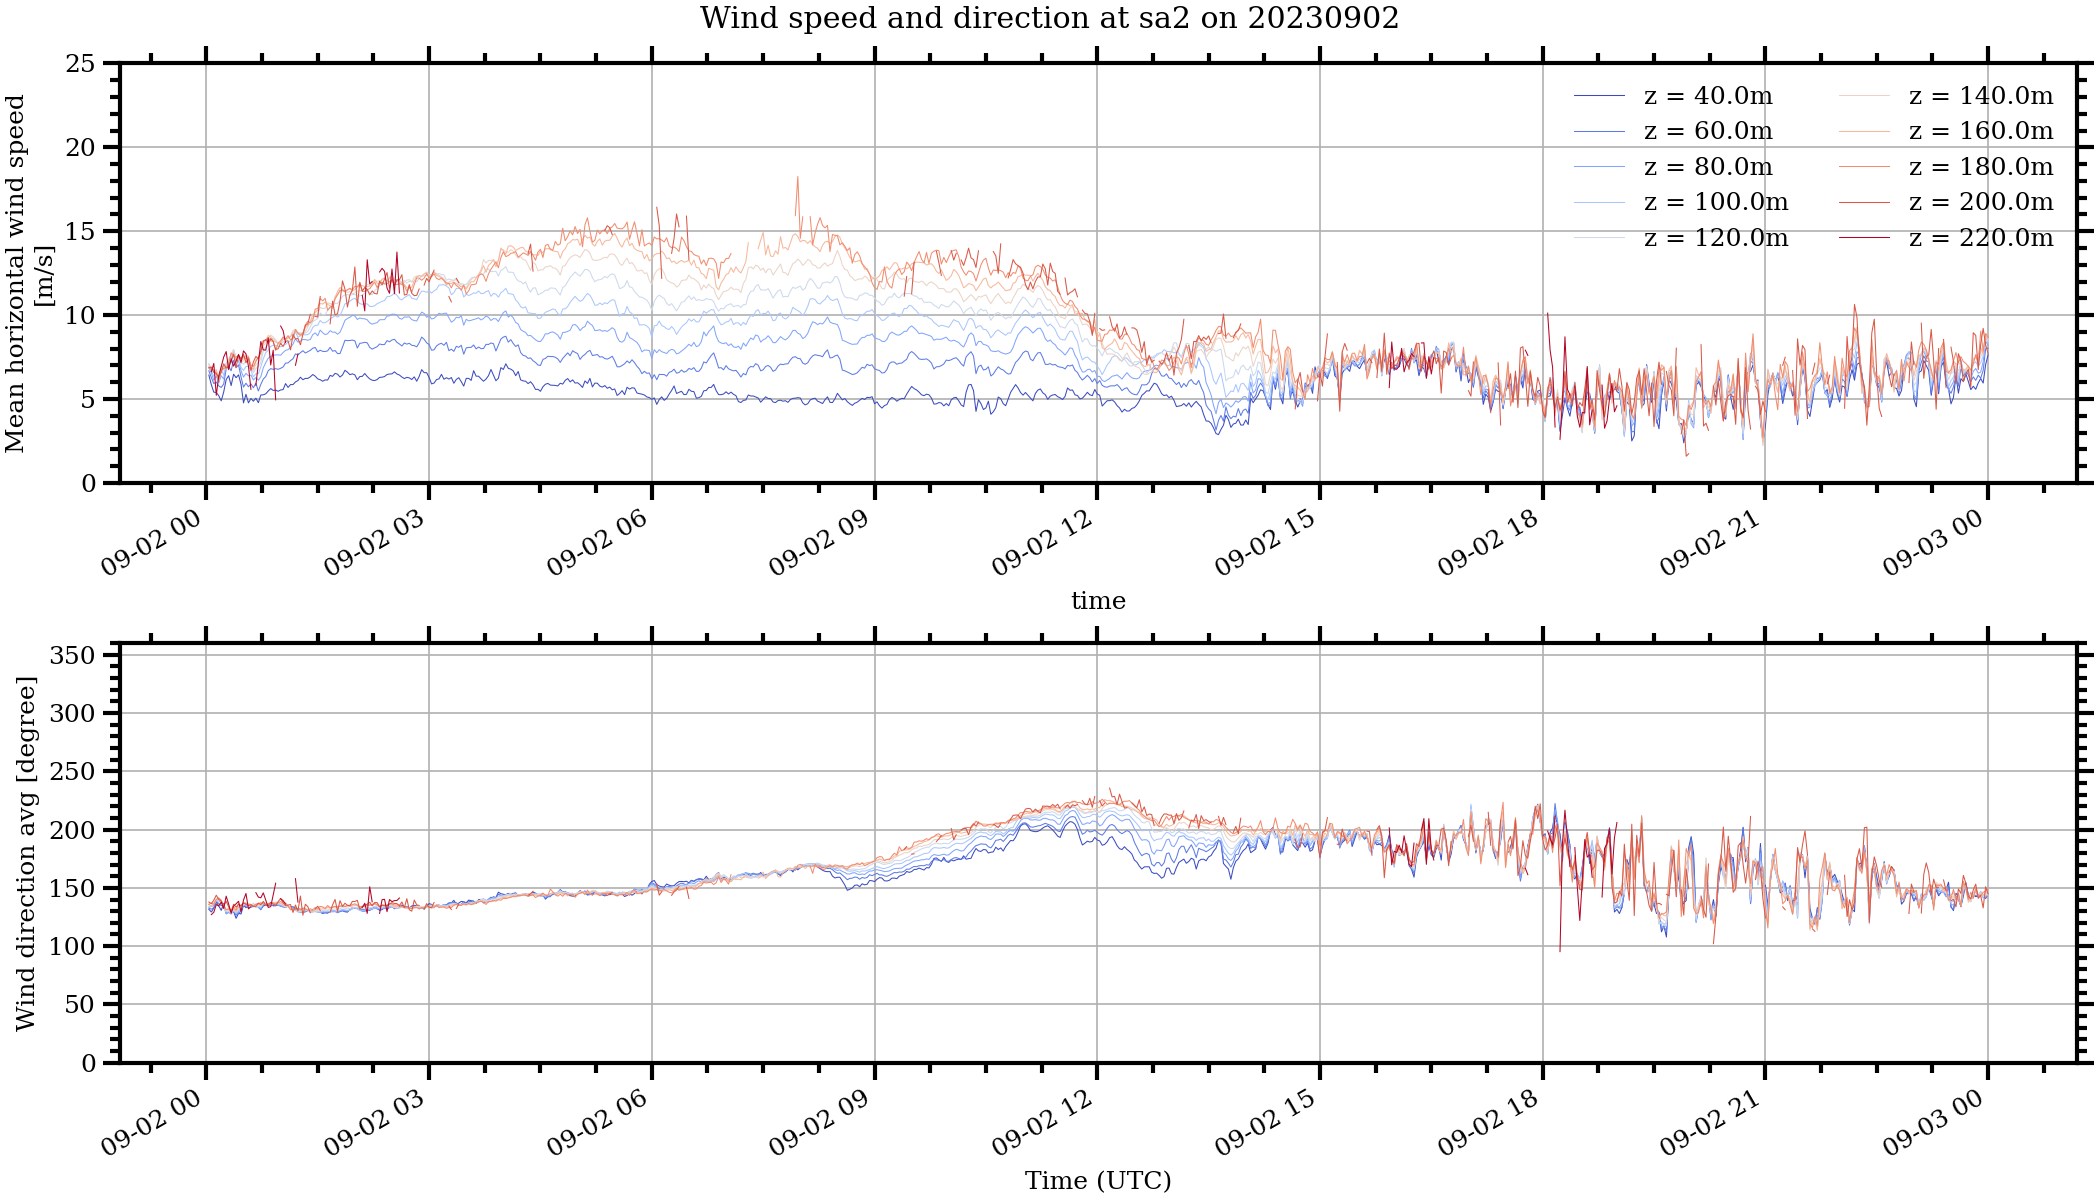 Wind speed and direction at sa2 on 20230902
Mean horizontal wind speed
[m/s]
25
20
15
10
5
0
z = 40.0m
z = 60.0m
z = 80.0m
z = 100.0m
z = 120.0m
z = 140.0m
z = 160.0m
z = 180.0m
z = 200.0m
z = 220.0m
09-02 00
09-02 03
09-02 06
09-02 09
09-02 12
09-02 15
09-02 18
09-02 21
09-03 00
time
Wind direction avg [degree]
350
300
250
200
150
100
50
0
09-02 00
09-02 03
09-02 06
09-02 09
09-02 12
09-02 15
09-02 18
09-02 21
09-03 00
Time (UTC)